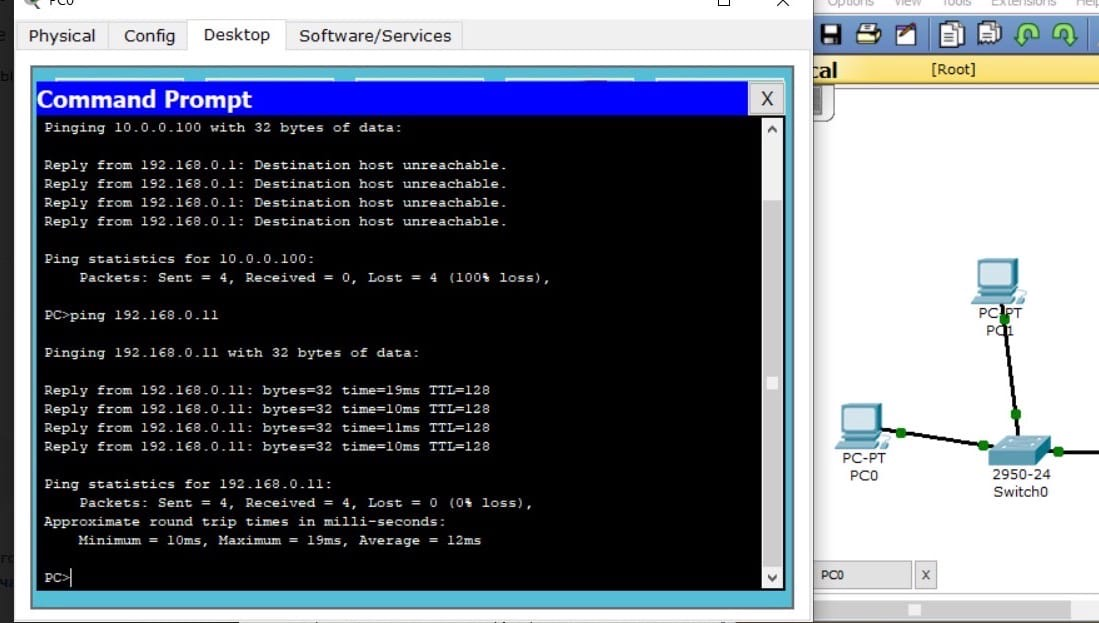 PC0
Physical Config Desktop Software/Services
Command Prompt X
Pinging 10.0.0.100 with 32 bytes of data:
Reply from 192.168.0.1: Destination host unreachable.
Reply from 192.168.0.1: Destination host unreachable.
Reply from 192.168.0.1: Destination host unreachable.
Reply from 192.168.0.1: Destination host unreachable.
Ping statistics for 10.0.0.100:
Packets: Sent = 4, Received = 0, Lost = 4 (100% loss),
PC>ping 192.168.0.11
Pinging 192.168.0.11 with 32 bytes of data:
Reply from 192.168.0.11: bytes=32 time=19ms TTL=128
Reply from 192.168.0.11: bytes=32 time=10ms TTL=128
Reply from 192.168.0.11: bytes=32 time=11ms TTL=128
Reply from 192.168.0.11: bytes=32 time=10ms TTL=128
Ping statistics for 192.168.0.11:
Packets: Sent = 4, Received = 4, Lost = 0 (0% loss),
Approximate round trip times in milli-seconds:
Minimum = 10ms, Maximum = 19ms, Average = 12ms
PC>
Options View Tools Extensions Help
cal [Root]
PC-PT
PC1
PC-PT
PC0
2950-24
Switch0
PC0 X